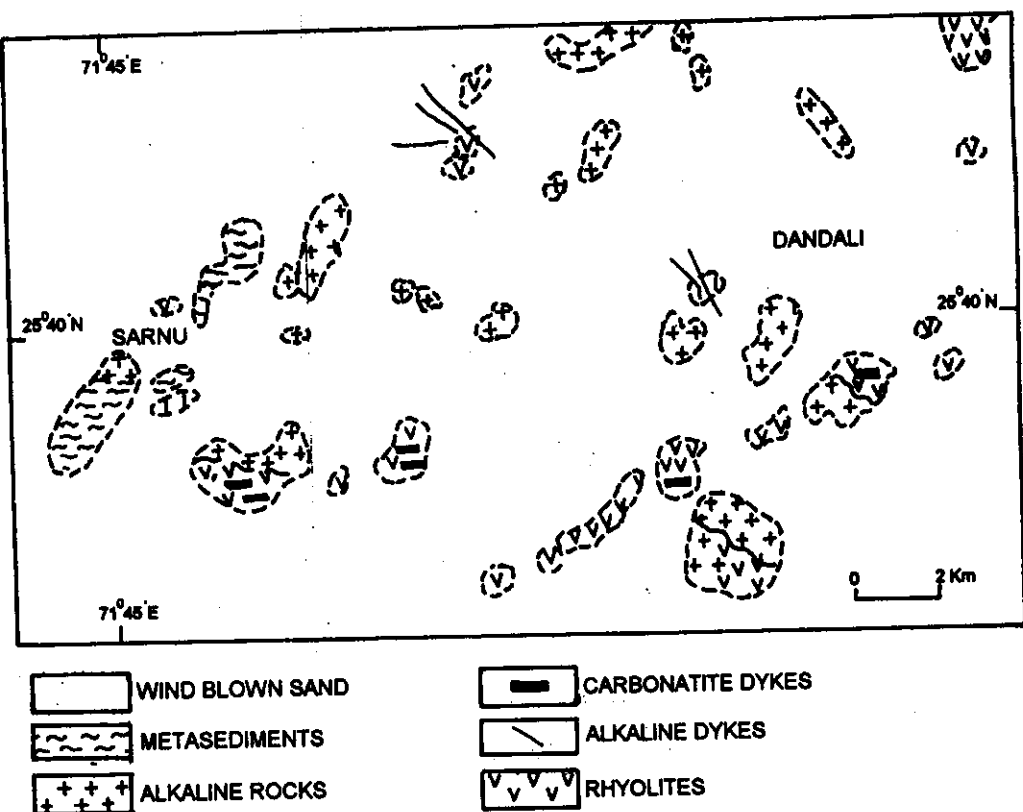 71°45'E
DANDALI
25°40'N
25°40'N
SARNU
71°45'E
0 2 Km
WIND BLOWN SAND
CARBONATITE DYKES
METASEDIMENTS
ALKALINE DYKES
ALKALINE ROCKS
RHYOLITES